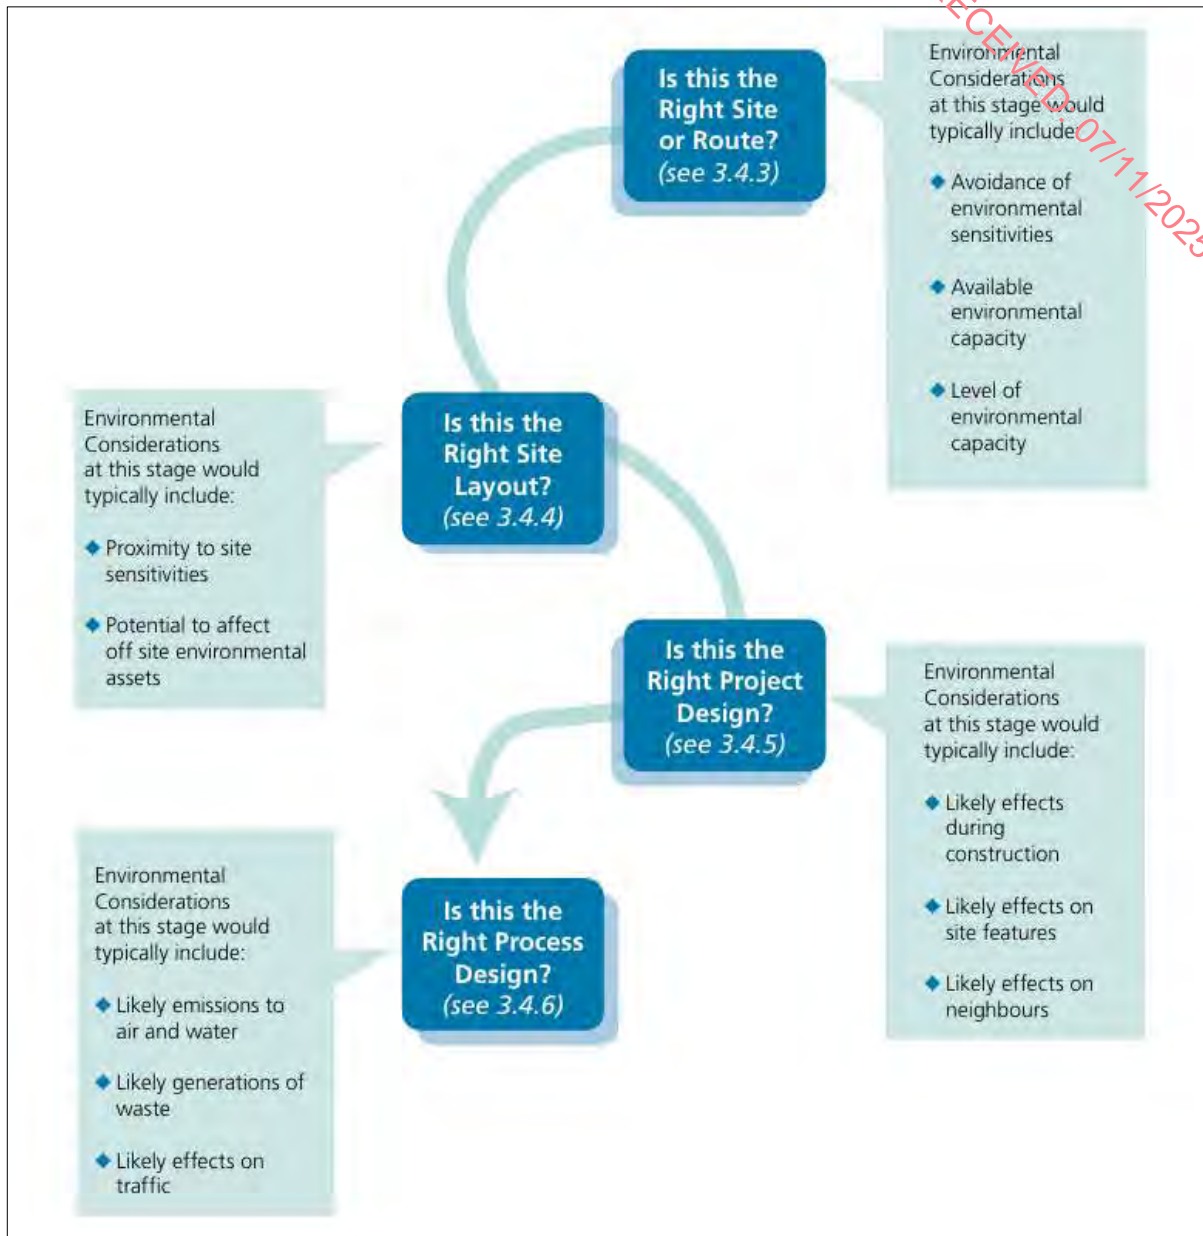 RECEIVED: 07/11/2025
Is this the
Right Site
or Route?
(see 3.4.3)
Environmental
Considerations
at this stage would
typically include:
◆ Avoidance of
environmental
sensitivities
◆ Available
environmental
capacity
◆ Level of
environmental
capacity
Environmental
Considerations
at this stage would
typically include:
◆ Proximity to site
sensitivities
◆ Potential to affect
off site environmental
assets
Is this the
Right Site
Layout?
(see 3.4.4)
Is this the
Right Project
Design?
(see 3.4.5)
Environmental
Considerations
at this stage would
typically include:
◆ Likely effects
during
construction
◆ Likely effects on
site features
◆ Likely effects on
neighbours
Environmental
Considerations
at this stage would
typically include:
◆ Likely emissions to
air and water
◆ Likely generations of
waste
◆ Likely effects on
traffic
Is this the
Right Process
Design?
(see 3.4.6)